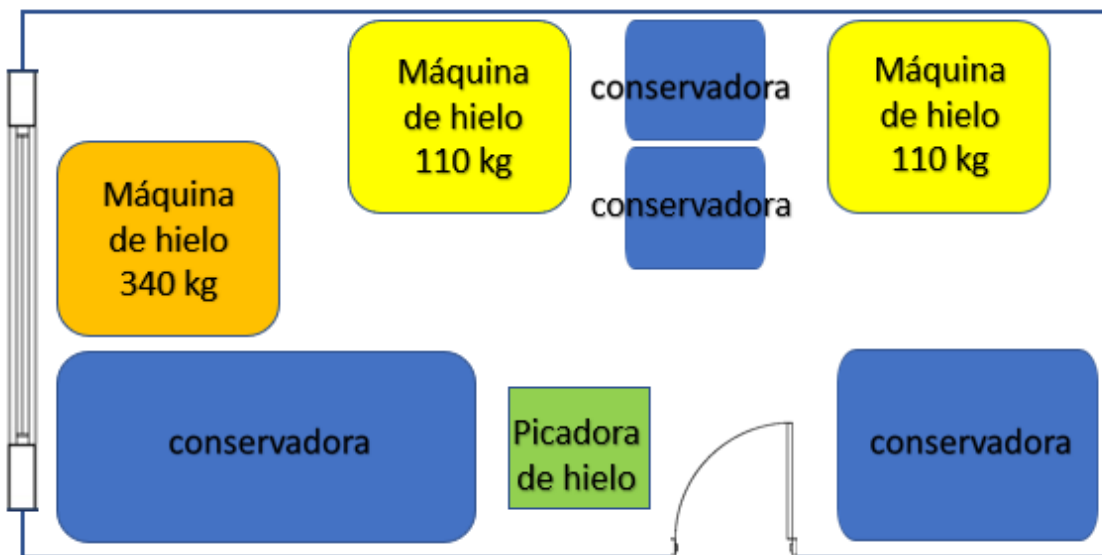 Máquina
de hielo
110 kg
conservadora
Máquina
de hielo
110 kg
conservadora
Máquina
de hielo
340 kg
conservadora
Picadora
de hielo
conservadora